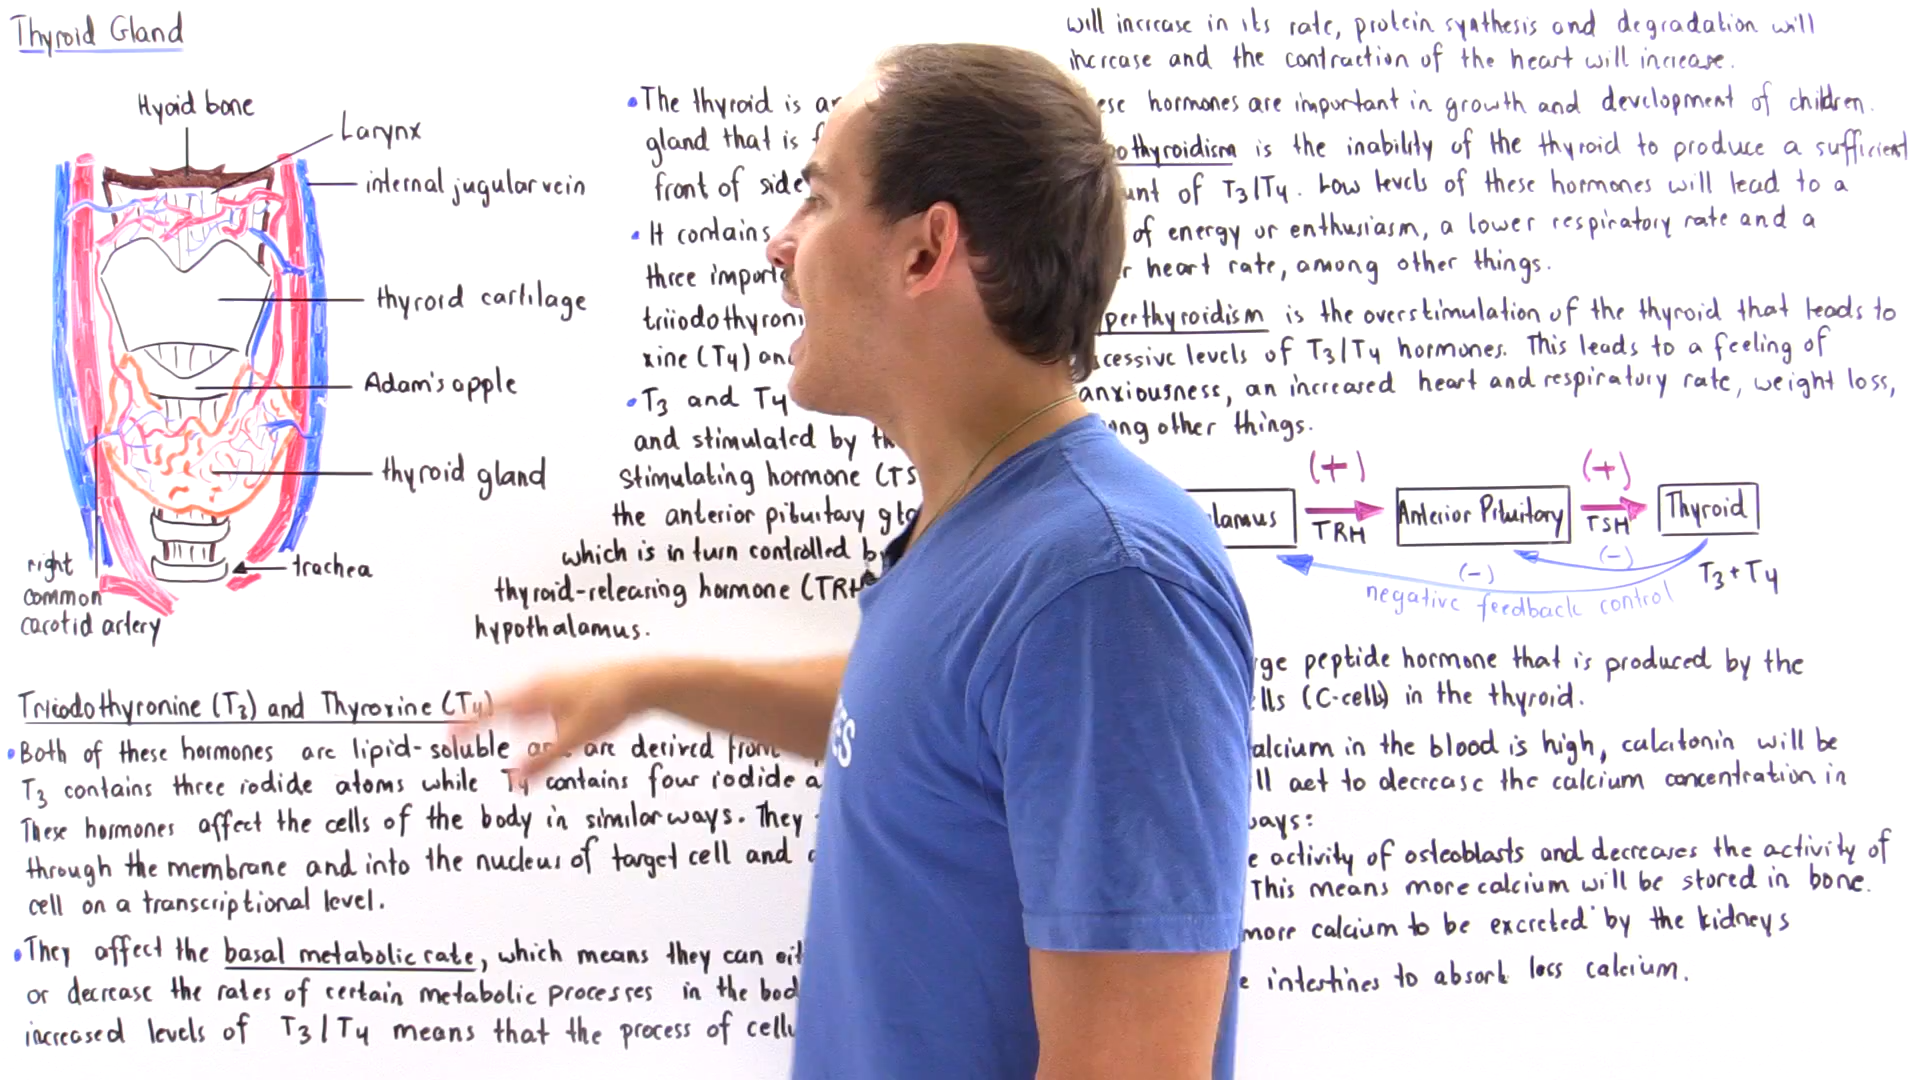 Thyroid Gland
Hyoid bone
Larynx
internal jugular vein
thyroid cartilage
Adam's apple
thyroid gland
trachea
right
common
carotid artery
•The thyroid is
gland that is
front of side
• It contains
three
triiodothyroni
xine (T4) and
•T3 and T4
and stimulated by
stimulating hormone (TS
the anterior pituitary
which is in turn controlled b
thyroid-releasing hormone (TRH
hypothalamus.
Triiodothyronine (T3) and Thyroxine (T4)
•Both of these hormones are lipid-soluble are derived from
T3 contains three iodide atoms while T4 contains four iodide a
These hormones affect the cells of the body in similar ways. They
through the membrane and into the nucleus of target cell and
cell on a transcriptional level.
•They affect the basal metabolic rate, which means they can eit
or decrease the rates of certain metabolic processes in the bod
increased levels of T3/T4 means that the process of cellu
will increase in its rate, protein synthesis and degradation will
increase and the contraction of the heart will increase.
ese hormones are important in growth and development of children.
othyroidism is the inability of the thyroid to produce a sufficient
unt of T3/T4. Low levels of these hormones will lead to a
of energy or enthusiasm, a lower respiratory rate and a
r heart rate, among other things.
perthyroidism is the overstimulation of the thyroid that leads to
cessive levels of T3/T4 hormones. This leads to a feeling of
anxiousness, an increased heart and respiratory rate, weight loss,
ong other things.
(+) (+)
lamus TRH Anterior Pituitary TSH Thyroid
(-) (-)
T3 + T4
negative feedback control
ge peptide hormone that is produced by the
lls (C-cells) in the thyroid.
alcium in the blood is high, calcitonin will be
ll act to decrease the calcium concentration in
ways:
e activity of osteoblasts and decreases the activity of
This means more calcium will be stored in bone.
more calcium to be excreted by the kidneys
e intestines to absorb less calcium.
ES